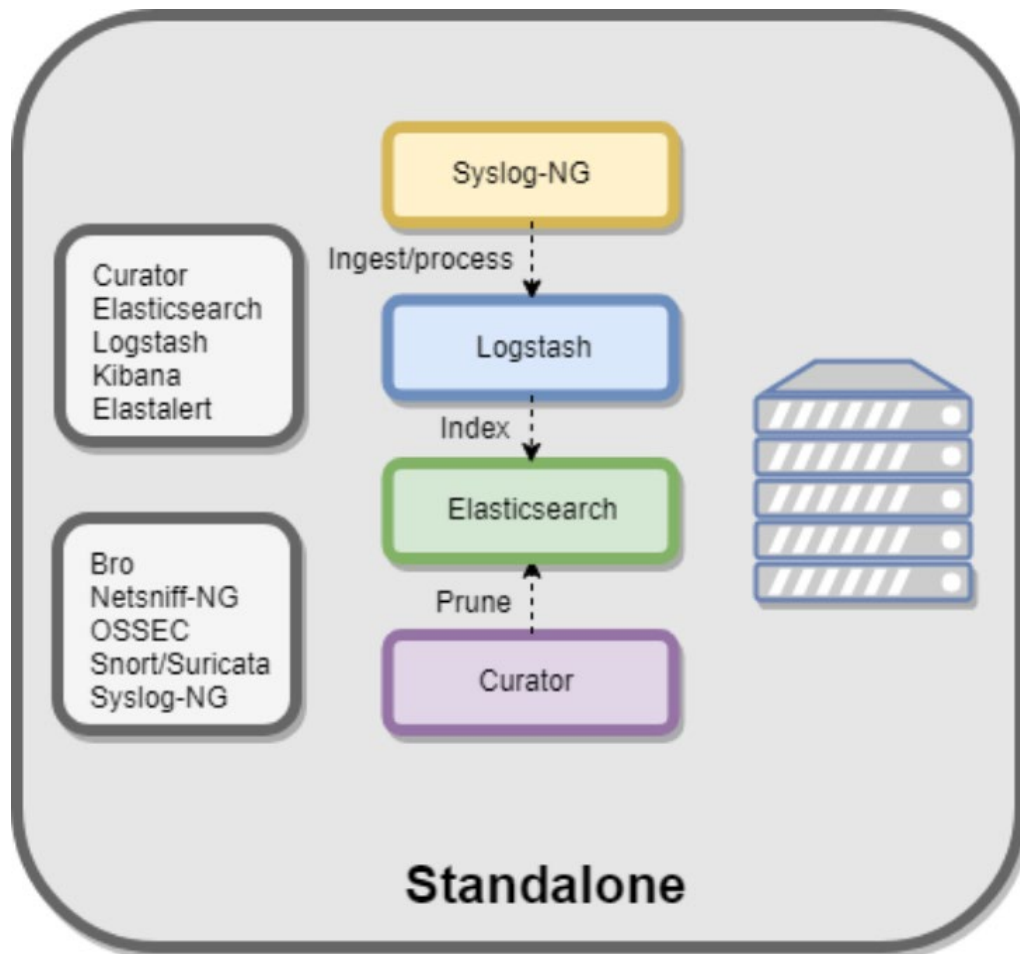 Syslog-NG
Ingest/process
Curator
Elasticsearch
Logstash
Kibana
Elastalert
Logstash
Index
Elasticsearch
Bro
Netsniff-NG
OSSEC
Snort/Suricata
Syslog-NG
Prune
Curator
Standalone